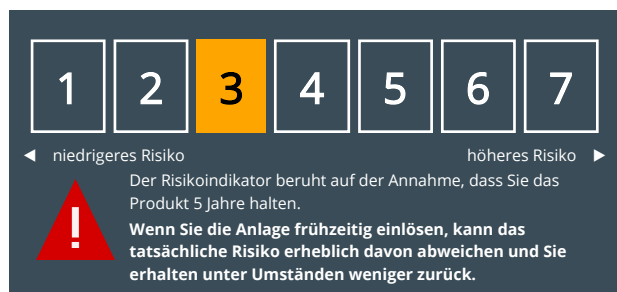 1 2 3 4 5 6 7
◄ niedrigeres Risiko höheres Risiko ►
Der Risikoindikator beruht auf der Annahme, dass Sie das
Produkt 5 Jahre halten.
! Wenn Sie die Anlage frühzeitig einlösen, kann das
tatsächliche Risiko erheblich davon abweichen und Sie
erhalten unter Umständen weniger zurück.